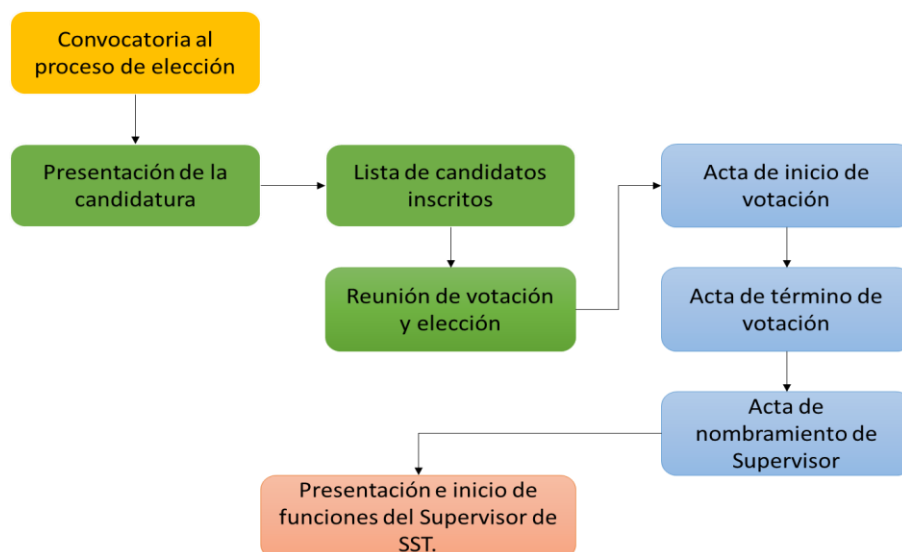 Convocatoria al
proceso de elección
Presentación de la
candidatura
Lista de candidatos
inscritos
Reunión de votación
y elección
Acta de inicio de
votación
Acta de término de
votación
Acta de
nombramiento de
Supervisor
Presentación e inicio de
funciones del Supervisor de
SST.